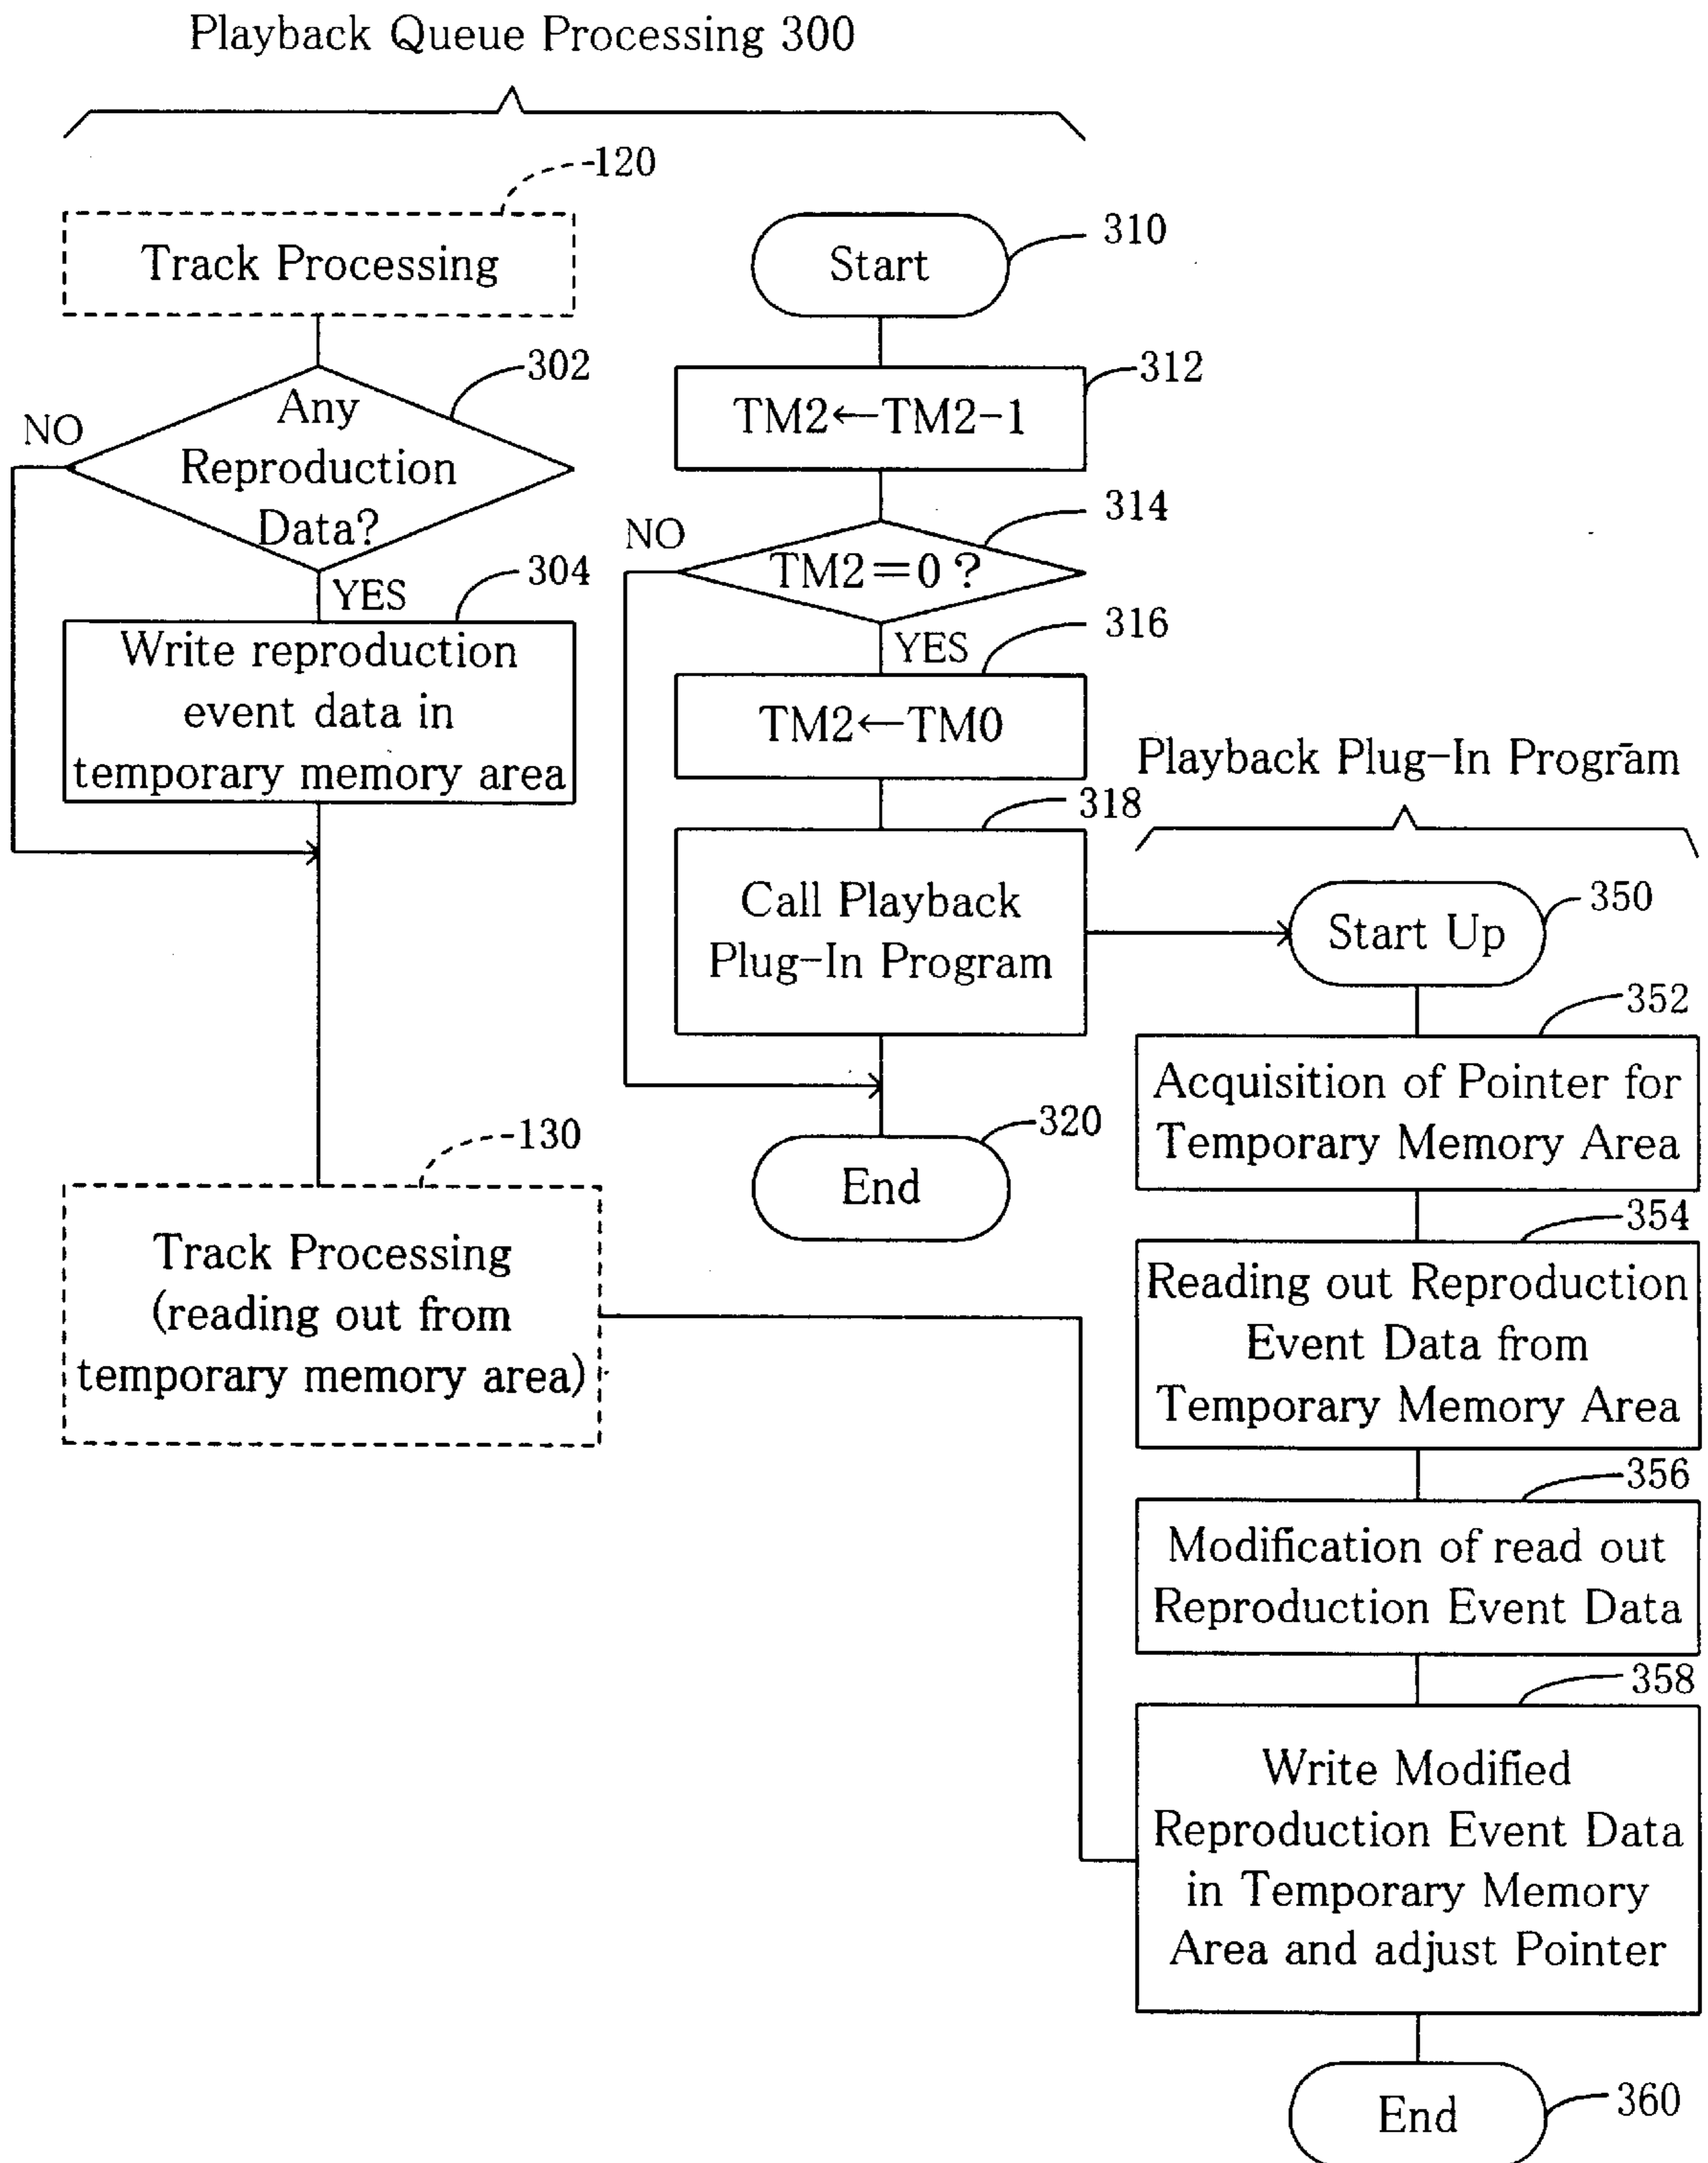 Playback Queue Processing 300
120
Track Processing
302
Any
Reproduction
Data?
NO
YES
304
Write reproduction
event data in
temporary memory area
130
Track Processing
(reading out from
temporary memory area)
310
Start
312
TM2←TM2-1
314
TM2=0?
NO
YES
316
TM2←TM0
318
Call Playback
Plug-In Program
320
End
Playback Plug-In Program
350
Start Up
352
Acquisition of Pointer for
Temporary Memory Area
354
Reading out Reproduction
Event Data from
Temporary Memory Area
356
Modification of read out
Reproduction Event Data
358
Write Modified
Reproduction Event Data
in Temporary Memory
Area and adjust Pointer
360
End